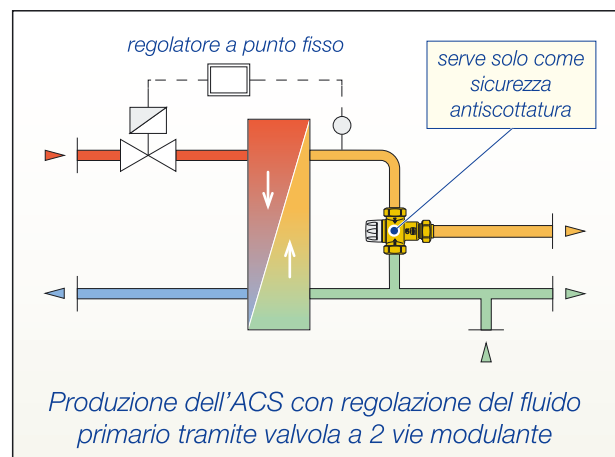 regolatore a punto fisso
serve solo come
sicurezza
antiscottatura
Produzione dell'ACS con regolazione del fluido
primario tramite valvola a 2 vie modulante